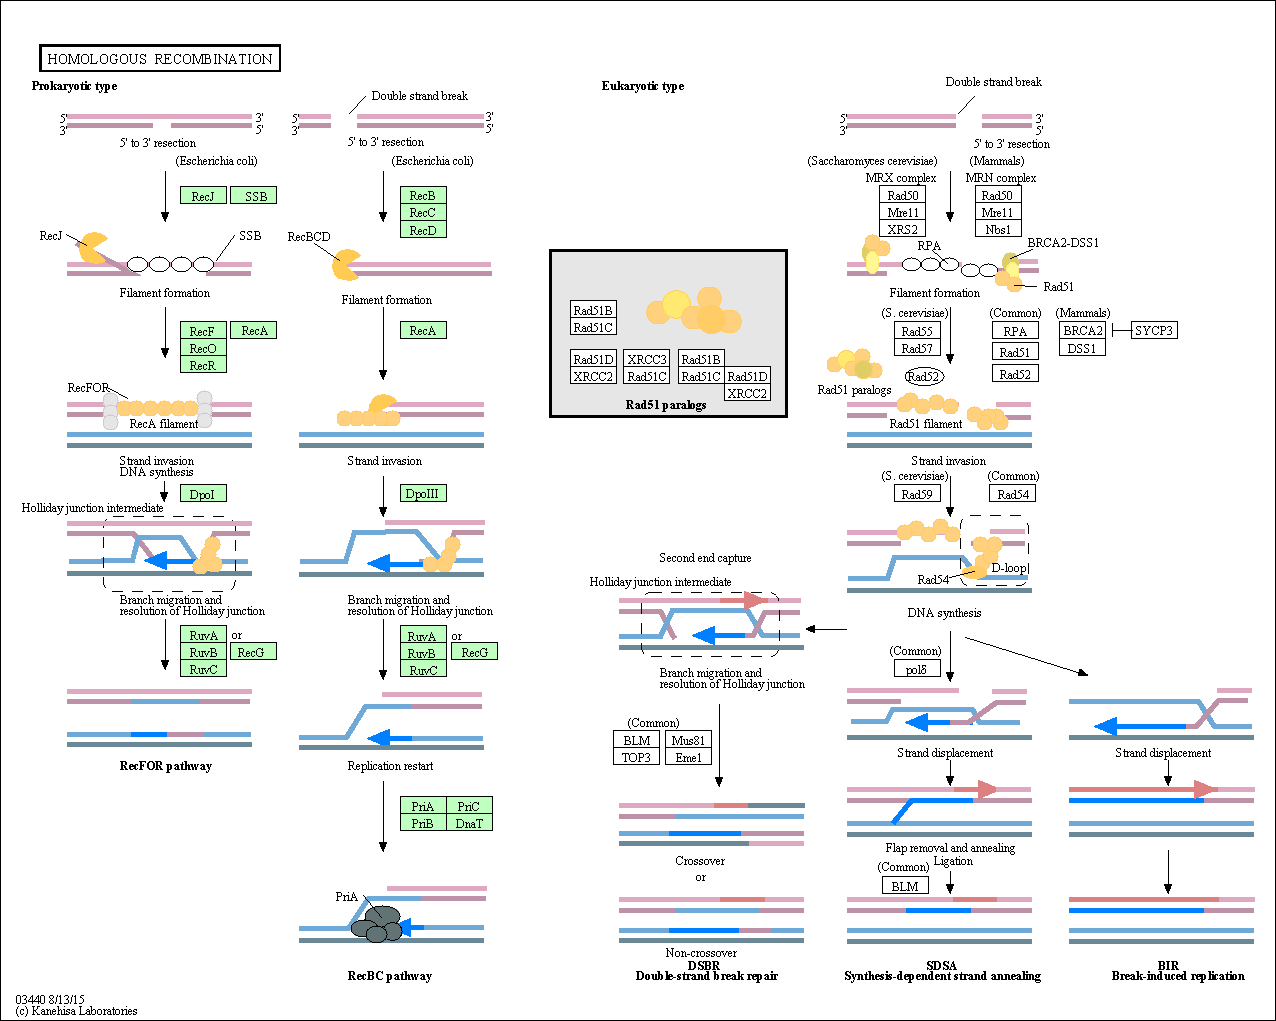 HOMOLOGOUS RECOMBINATION
Prokaryotic type
Double strand break
5'
3'
3'
5'
5' to 3' resection
(Escherichia coli)
RecJ
SSB
RecJ
SSB
Filament formation
RecF
RecA
RecO
RecR
RecFOR
RecA filament
Strand invasion
DNA synthesis
DpoI
Holliday junction intermediate
Branch migration and
resolution of Holliday junction
RuvA
or
RuvB
RecG
RuvC
RecFOR pathway
5'
3'
3'
5'
5' to 3' resection
(Escherichia coli)
RecB
RecC
RecD
RecBCD
Filament formation
RecA
Strand invasion
DpoIII
Branch migration and
resolution of Holliday junction
RuvA
or
RuvB
RecG
RuvC
Replication restart
PriA
PriC
PriB
DnaT
PriA
RecBC pathway
Eukaryotic type
Double strand break
5'
3'
3'
5'
5' to 3' resection
(Saccharomyces cerevisiae)
(Mammals)
MRX complex
MRN complex
Rad50
Rad50
Mre11
Mre11
XRS2
Nbs1
RPA
BRCA2-DSS1
Rad51
Filament formation
(S. cerevisiae)
(Common)
(Mammals)
Rad55
RPA
BRCA2
SYCP3
Rad57
Rad51
DSS1
Rad52
Rad52
Rad51 paralogs
Rad51 filament
Strand invasion
(S. cerevisiae)
(Common)
Rad59
Rad54
Rad54
D-loop
DNA synthesis
Rad51B
Rad51C
Rad51D
XRCC3
Rad51B
XRCC2
Rad51C
Rad51C
Rad51D
XRCC2
Rad51 paralogs
Second end capture
Holliday junction intermediate
Branch migration and
resolution of Holliday junction
(Common)
BLM
Mus81
TOP3
Eme1
Crossover
or
Non-crossover
DSBR
Double-strand break repair
(Common)
polδ
Strand displacement
Flap removal and annealing
Ligation
(Common)
BLM
SDSA
Synthesis-dependent strand annealing
Strand displacement
BIR
Break-induced replication
03440 8/13/15
(c) Kanehisa Laboratories